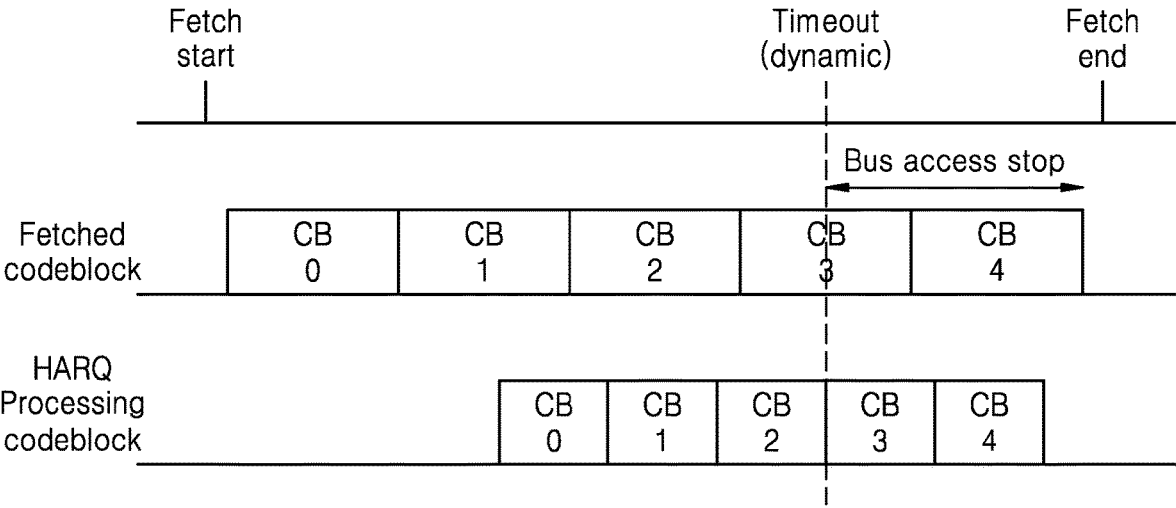 Fetch
start
Timeout
(dynamic)
Fetch
end
Bus access stop
Fetched
codeblock
CB
0
CB
1
CB
2
CB
3
CB
4
HARQ
Processing
codeblock
CB
0
CB
1
CB
2
CB
3
CB
4